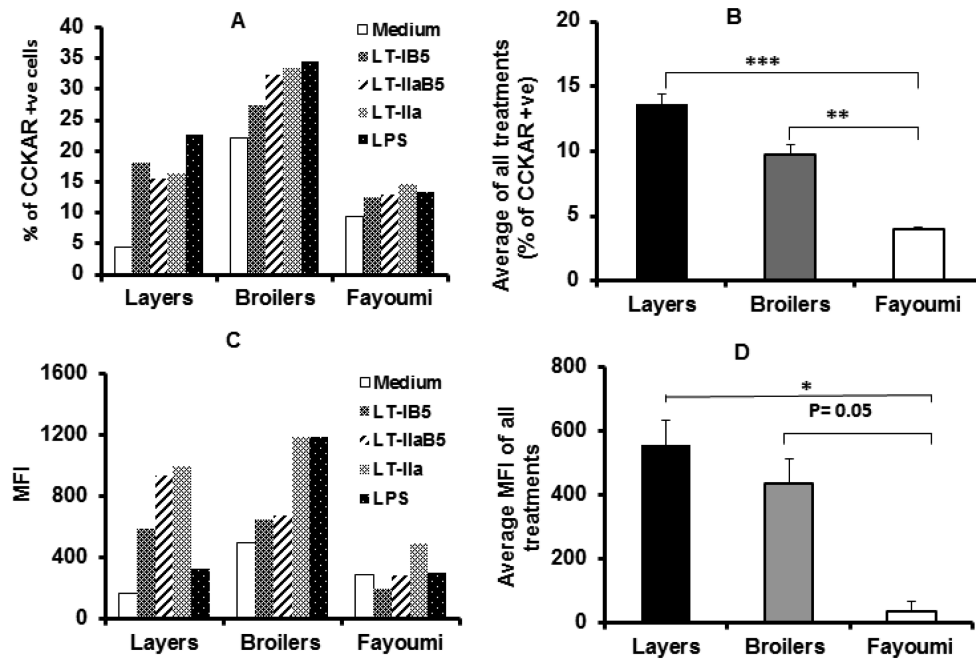 A
% of CCKAR +ve cells
40
35
30
25
20
15
10
5
0
Medium
LT-IB5
LT-IIaB5
LT-IIa
LPS
Layers Broilers Fayoumi
B
Average of all treatments
(% of CCKAR +ve)
20
15
10
5
0
***
**
Layers Broilers Fayoumi
C
MFI
1600
1200
800
400
0
Medium
LT-IB5
LT-IIaB5
LT-IIa
LPS
Layers Broilers Fayoumi
D
Average MFI of all
treatments
800
600
400
200
0
*
P= 0.05
Layers Broilers Fayoumi